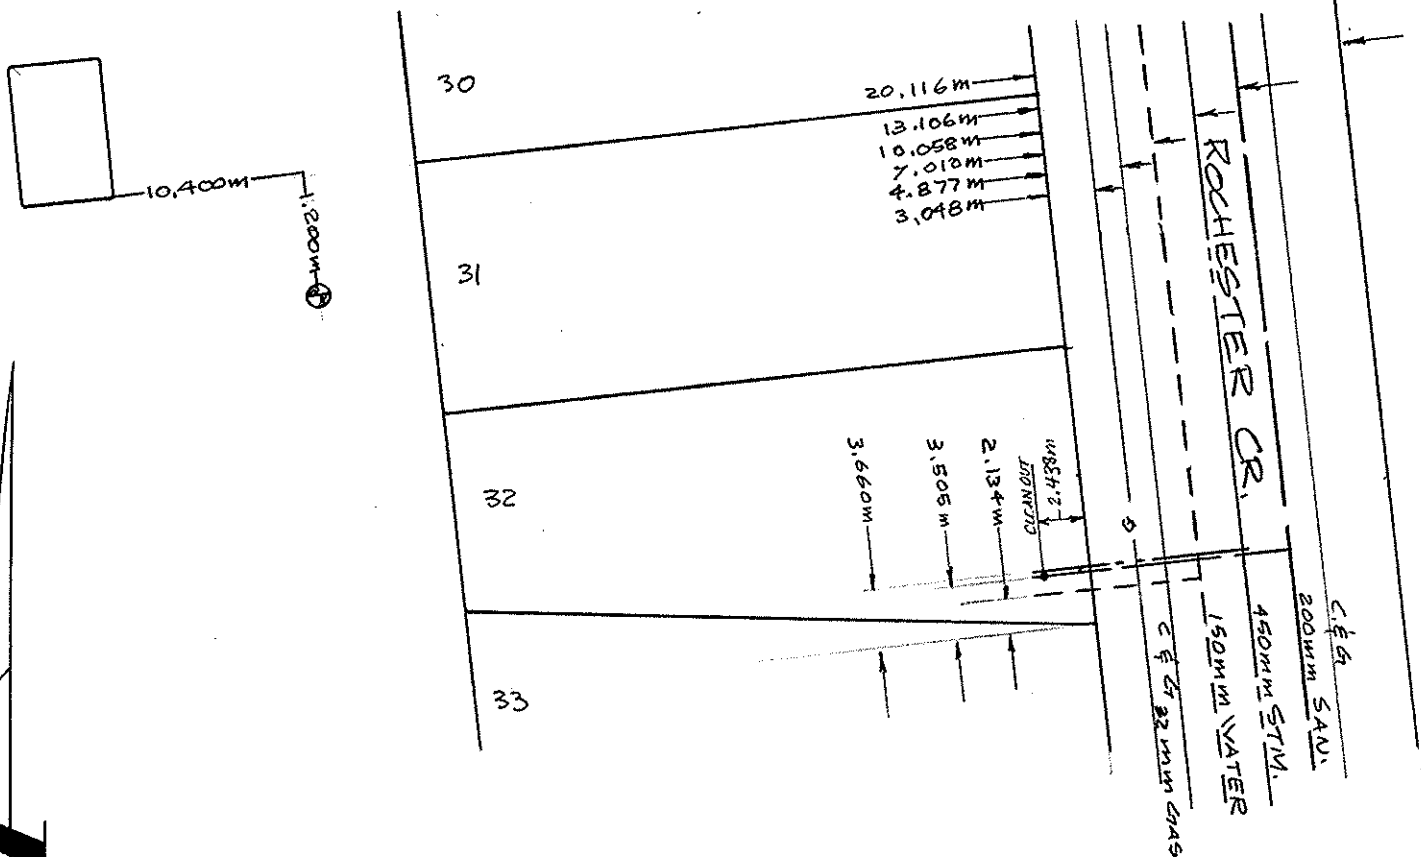 30
20.116m
13.106m
10.058m
7.010m
4.877m
3.048m
10.400m
1.200m
31
ROCHESTER CR.
32
3.660m
3.505m
2.134m
CLEANOUT
2.438m
33
C & G
200mm SAN.
450mm STM.
150mm WATER
C & G
32mm GAS